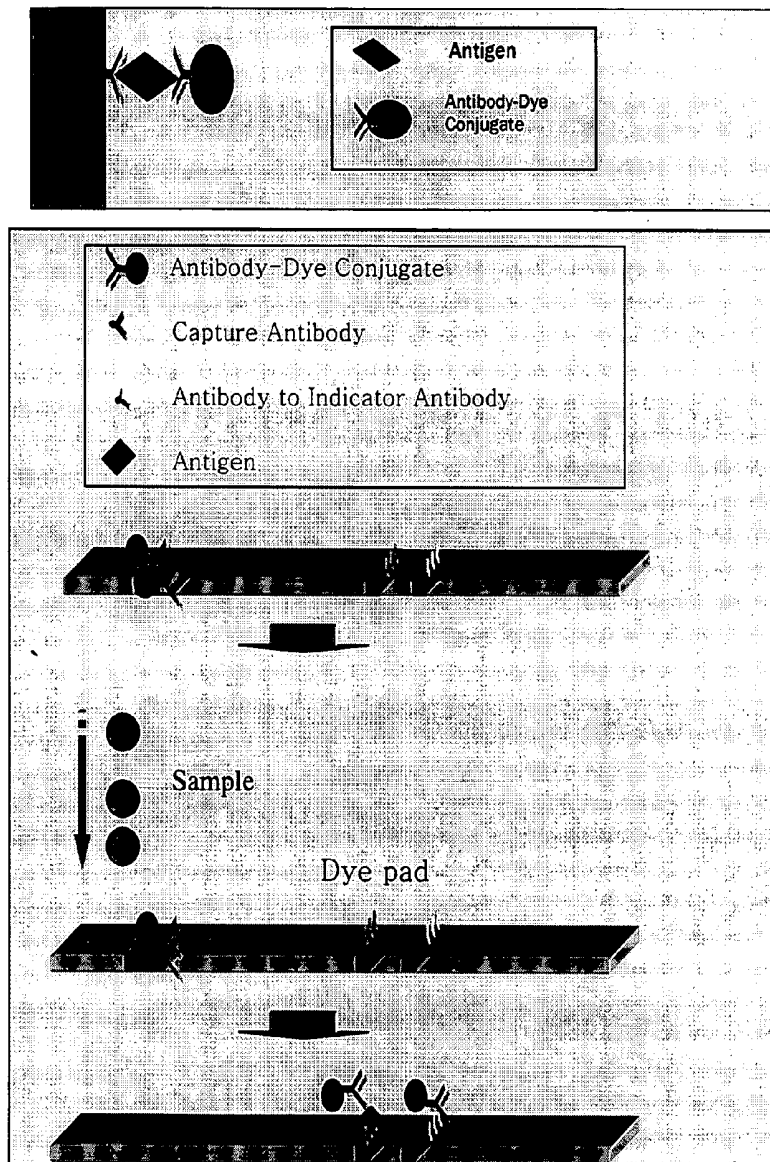 Antigen
Antibody-Dye
Conjugate
Antibody-Dye Conjugate
Capture Antibody
Antibody to Indicator Antibody
Antigen
Sample
Dye pad